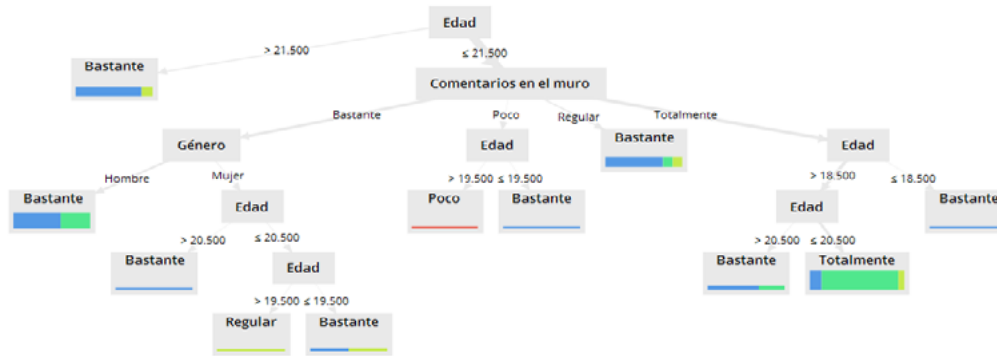 Edad
> 21.500
≤ 21.500
Bastante
Comentarios en el muro
Bastante
Poco
Regular
Totalmente
Género
Edad
Bastante
Edad
Hombre
Mujer
> 19.500 ≤ 19.500
> 18.500
≤ 18.500
Bastante
Edad
Poco
Bastante
Edad
Bastante
> 20.500
≤ 20.500
> 20.500
≤ 20.500
Bastante
Edad
Bastante
Totalmente
> 19.500 ≤ 19.500
Regular
Bastante